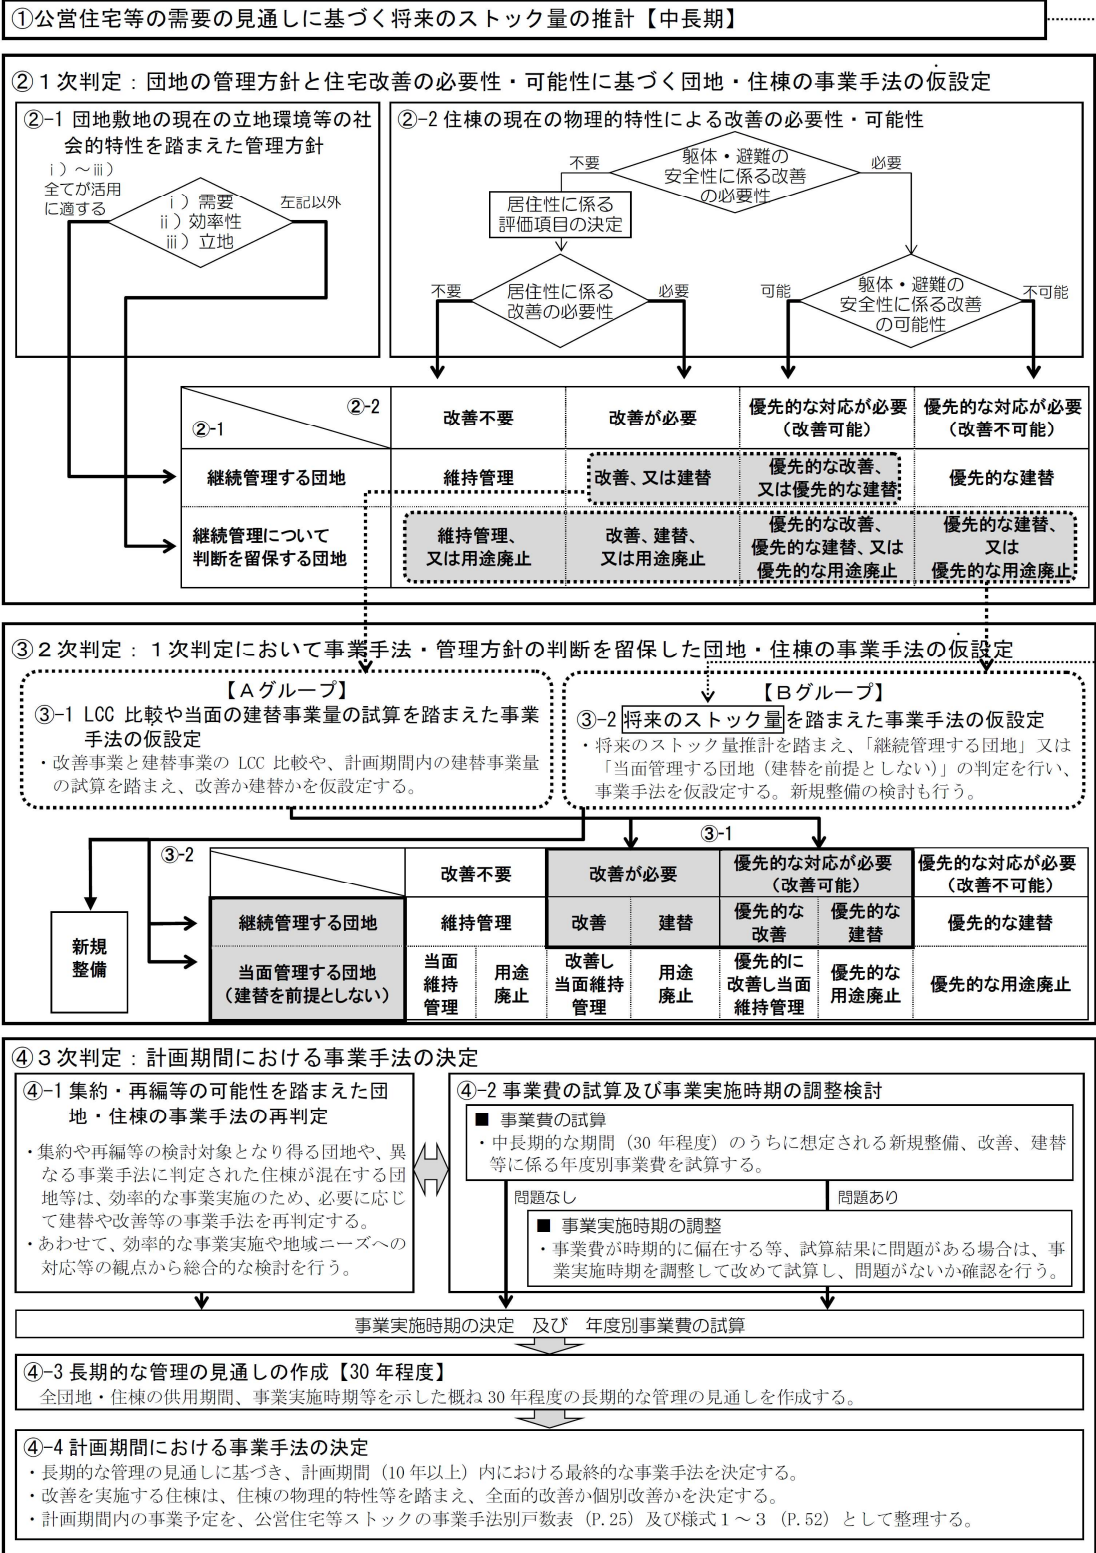 ①公営住宅等の需要の見通しに基づく将来のストック量の推計【中長期】
②１次判定：団地の管理方針と住宅改善の必要性・可能性に基づく団地・住棟の事業手法の仮設定
②-1 団地敷地の現在の立地環境等の社
会的特性を踏まえた管理方針
ⅰ）～ⅲ）
全てが活用
に適する
ⅰ）需要
ⅱ）効率性
ⅲ）立地
左記以外
②-2 住棟の現在の物理的特性による改善の必要性・可能性
不要
躯体・避難の
安全性に係る改善
の必要性
必要
居住性に係る
評価項目の決定
不要
居住性に係る
改善の必要性
必要
可能
躯体・避難の
安全性に係る改善
の可能性
不可能
②-2
②-1
改善不要
改善が必要
優先的な対応が必要
（改善可能）
優先的な対応が必要
（改善不可能）
継続管理する団地
維持管理
改善、又は建替
優先的な改善、
又は優先的な建替
優先的な建替
継続管理について
判断を留保する団地
維持管理、
又は用途廃止
改善、建替、
又は用途廃止
優先的な改善、
優先的な建替、又は
優先的な用途廃止
優先的な建替、
又は
優先的な用途廃止
③２次判定：１次判定において事業手法・管理方針の判断を留保した団地・住棟の事業手法の仮設定
【Ａグループ】
③-1 LCC 比較や当面の建替事業量の試算を踏まえた事業
手法の仮設定
・改善事業と建替事業の LCC 比較や、計画期間内の建替事業量
の試算を踏まえ、改善か建替かを仮設定する。
【Ｂグループ】
③-2 将来のストック量を踏まえた事業手法の仮設定
・将来のストック量推計を踏まえ、「継続管理する団地」又は
「当面管理する団地（建替を前提としない）」の判定を行い、
事業手法を仮設定する。新規整備の検討も行う。
③-1
③-2
改善不要
改善が必要
優先的な対応が必要
（改善可能）
優先的な対応が必要
（改善不可能）
新規
整備
継続管理する団地
維持管理
改善
建替
優先的な
改善
優先的な
建替
優先的な建替
当面管理する団地
（建替を前提としない）
当面
維持
管理
用途
廃止
改善し
当面維持
管理
用途
廃止
優先的に
改善し当面
維持管理
優先的な
用途廃止
優先的な用途廃止
④３次判定：計画期間における事業手法の決定
④-1 集約・再編等の可能性を踏まえた団
地・住棟の事業手法の再判定
・集約や再編等の検討対象となり得る団地や、異
なる事業手法に判定された住棟が混在する団
地等は、効率的な事業実施のため、必要に応じ
て建替や改善等の事業手法を再判定する。
・あわせて、効率的な事業実施や地域ニーズへの
対応等の観点から総合的な検討を行う。
④-2 事業費の試算及び事業実施時期の調整検討
■ 事業費の試算
・中長期的な期間（30 年程度）のうちに想定される新規整備、改善、建替
等に係る年度別事業費を試算する。
問題なし
問題あり
■ 事業実施時期の調整
・事業費が時期的に偏在する等、試算結果に問題がある場合は、事
業実施時期を調整して改めて試算し、問題がないか確認を行う。
事業実施時期の決定　及び　年度別事業費の試算
④-3 長期的な管理の見通しの作成【30 年程度】
全団地・住棟の供用期間、事業実施時期等を示した概ね 30 年程度の長期的な管理の見通しを作成する。
④-4 計画期間における事業手法の決定
・長期的な管理の見通しに基づき、計画期間（10 年以上）内における最終的な事業手法を決定する。
・改善を実施する住棟は、住棟の物理的特性等を踏まえ、全面的改善か個別改善かを決定する。
・計画期間内の事業予定を、公営住宅等ストックの事業手法別戸数表（P.25）及び様式１～３（P.52）として整理する。